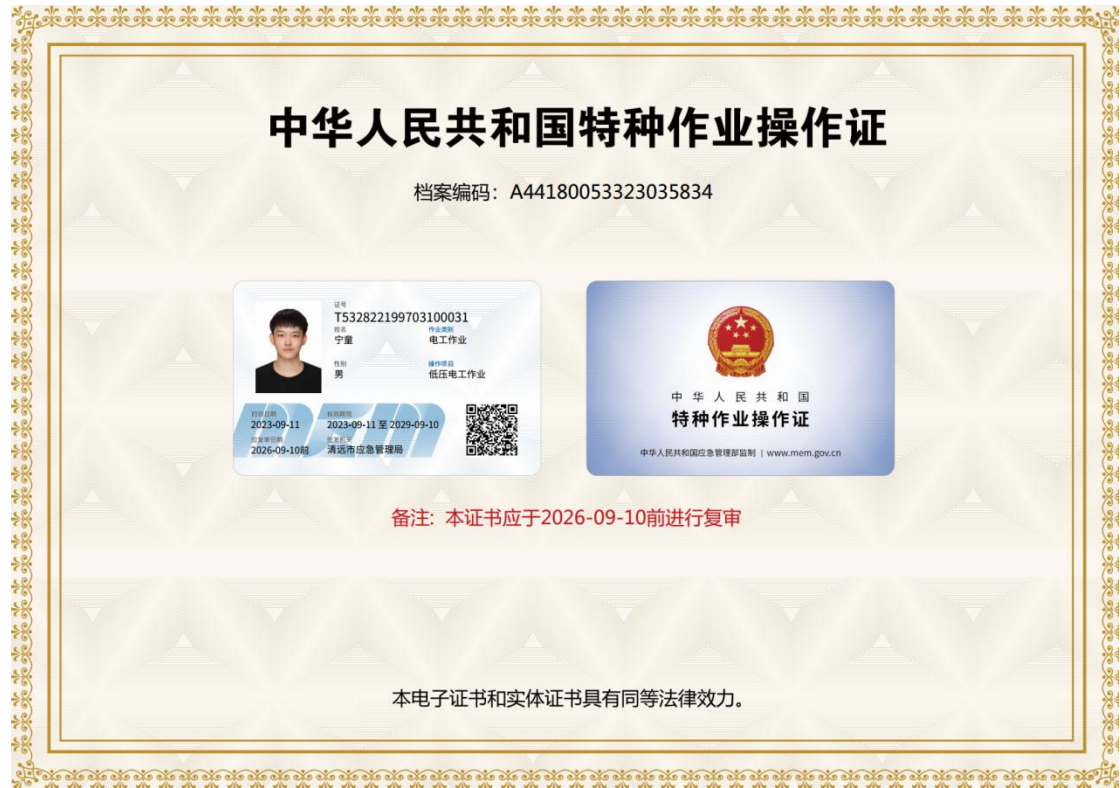 中华人民共和国特种作业操作证
档案编码：A44180053323035834
证号
T532822199703100031
姓名 作业类别
宁童 电工作业
性别 操作项目
男 低压电工作业
初领日期 有效期限
2023-09-11 2023-09-11 至 2029-09-10
应复审日期 签发机关
2026-09-10前 清远市应急管理局
中华人民共和国
特种作业操作证
中华人民共和国应急管理部监制 | www.mem.gov.cn
备注: 本证书应于2026-09-10前进行复审
本电子证书和实体证书具有同等法律效力。